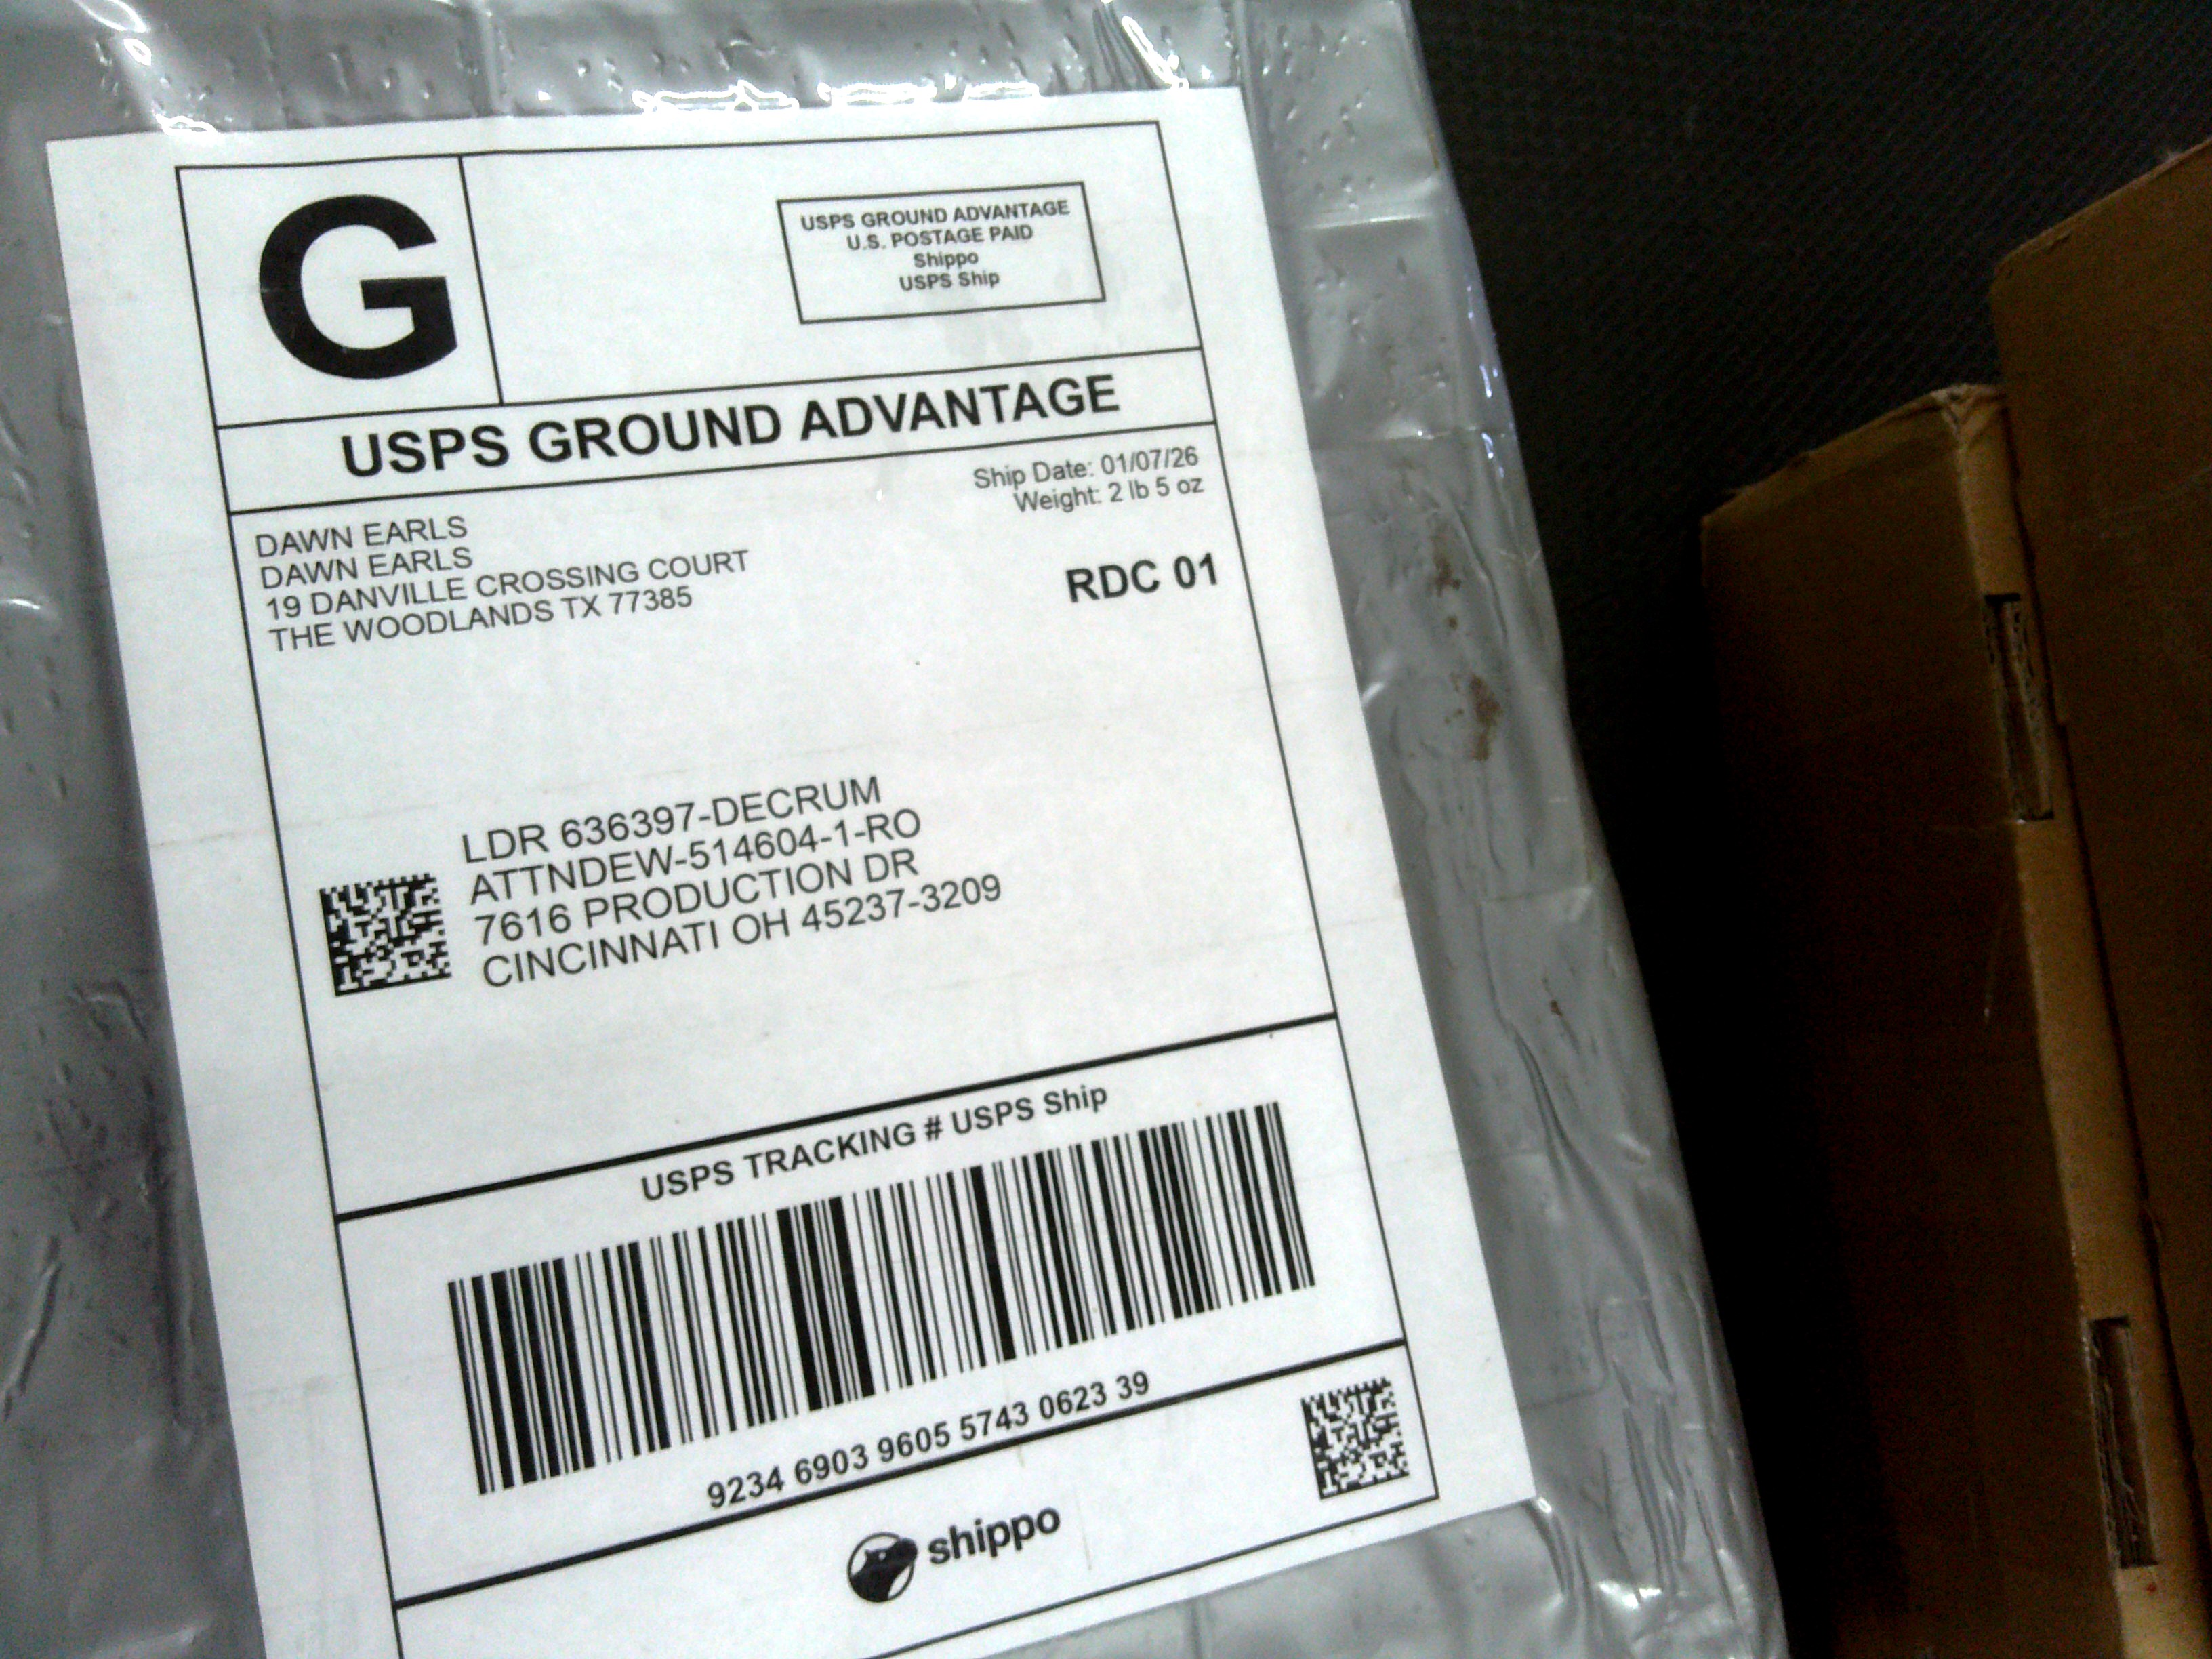 G
USPS GROUND ADVANTAGE
U.S. POSTAGE PAID
Shippo
USPS Ship
USPS GROUND ADVANTAGE
Ship Date: 01/07/26
Weight: 2 lb 5 oz
DAWN EARLS
DAWN EARLS
19 DANVILLE CROSSING COURT
THE WOODLANDS TX 77385
RDC 01
LDR 636397-DECRUM
ATTNDEW-514604-1-RO
7616 PRODUCTION DR
CINCINNATI OH 45237-3209
USPS TRACKING # USPS Ship
9234 6903 9605 5743 0623 39
shippo